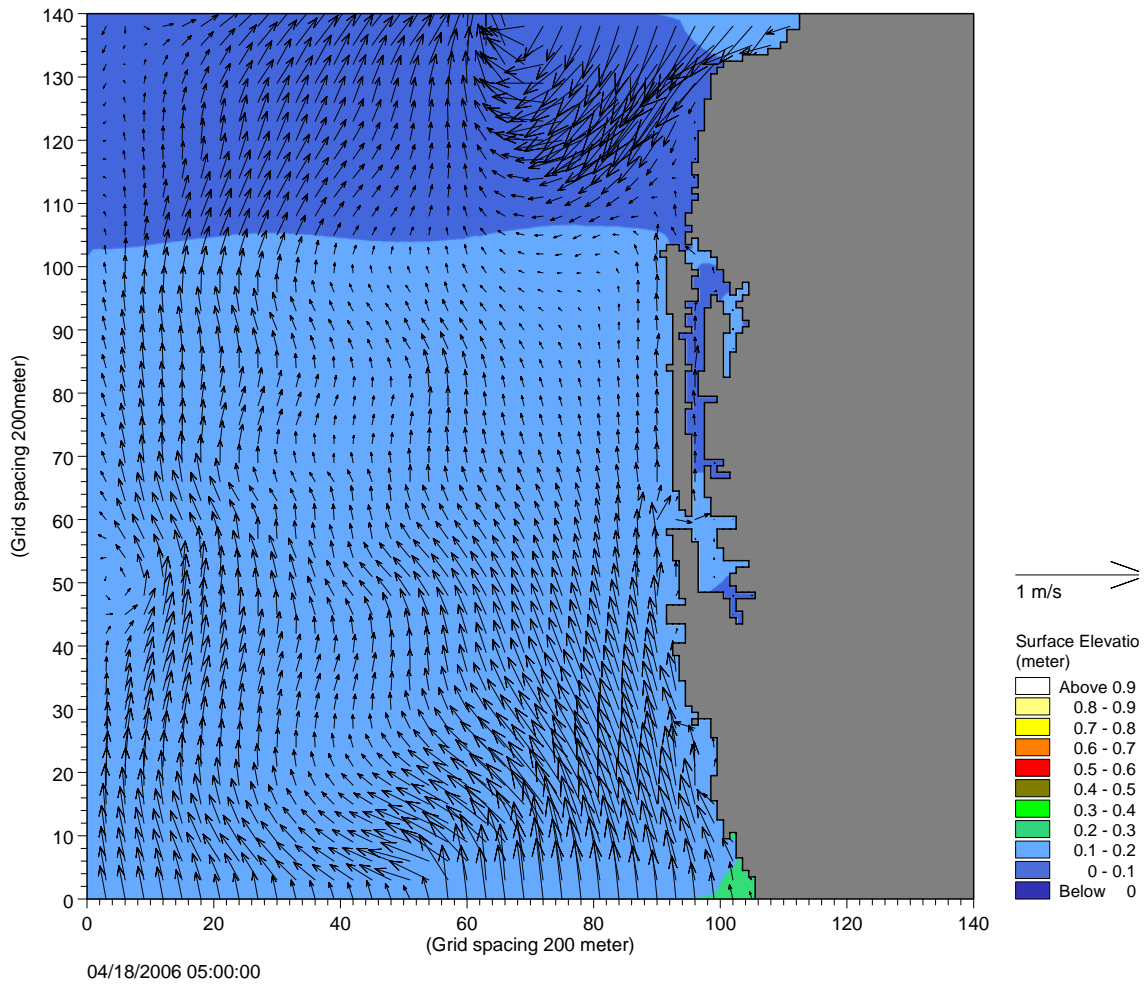 140
130
120
110
100
90
80
70
60
50
40
30
20
10
0
(Grid spacing 200meter)
0 20 40 60 80 100 120 140
(Grid spacing 200 meter)
04/18/2006 05:00:00
1 m/s
Surface Elevatio
(meter)
Above 0.9
0.8 - 0.9
0.7 - 0.8
0.6 - 0.7
0.5 - 0.6
0.4 - 0.5
0.3 - 0.4
0.2 - 0.3
0.1 - 0.2
0 - 0.1
Below 0